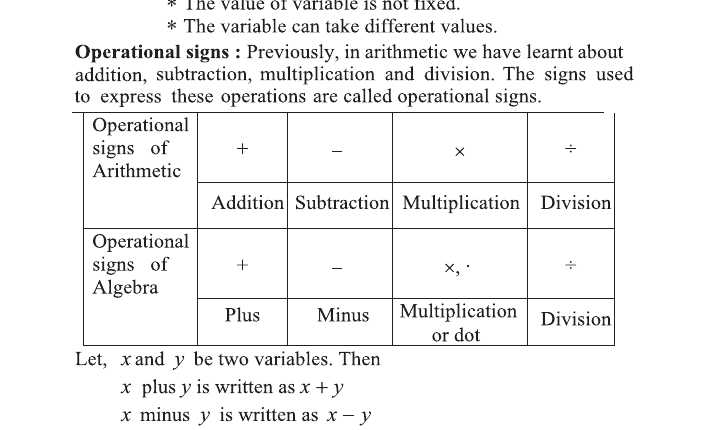 * The value of variable is not fixed.
* The variable can take different values.
Operational signs : Previously, in arithmetic we have learnt about
addition, subtraction, multiplication and division. The signs used
to express these operations are called operational signs.
Operational
signs of
Arithmetic
+ – × ÷
Addition Subtraction Multiplication Division
Operational
signs of
Algebra
+ – ×, · ÷
Plus Minus Multiplication
or dot
Division
Let, x and y be two variables. Then
x plus y is written as x + y
x minus y is written as x – y